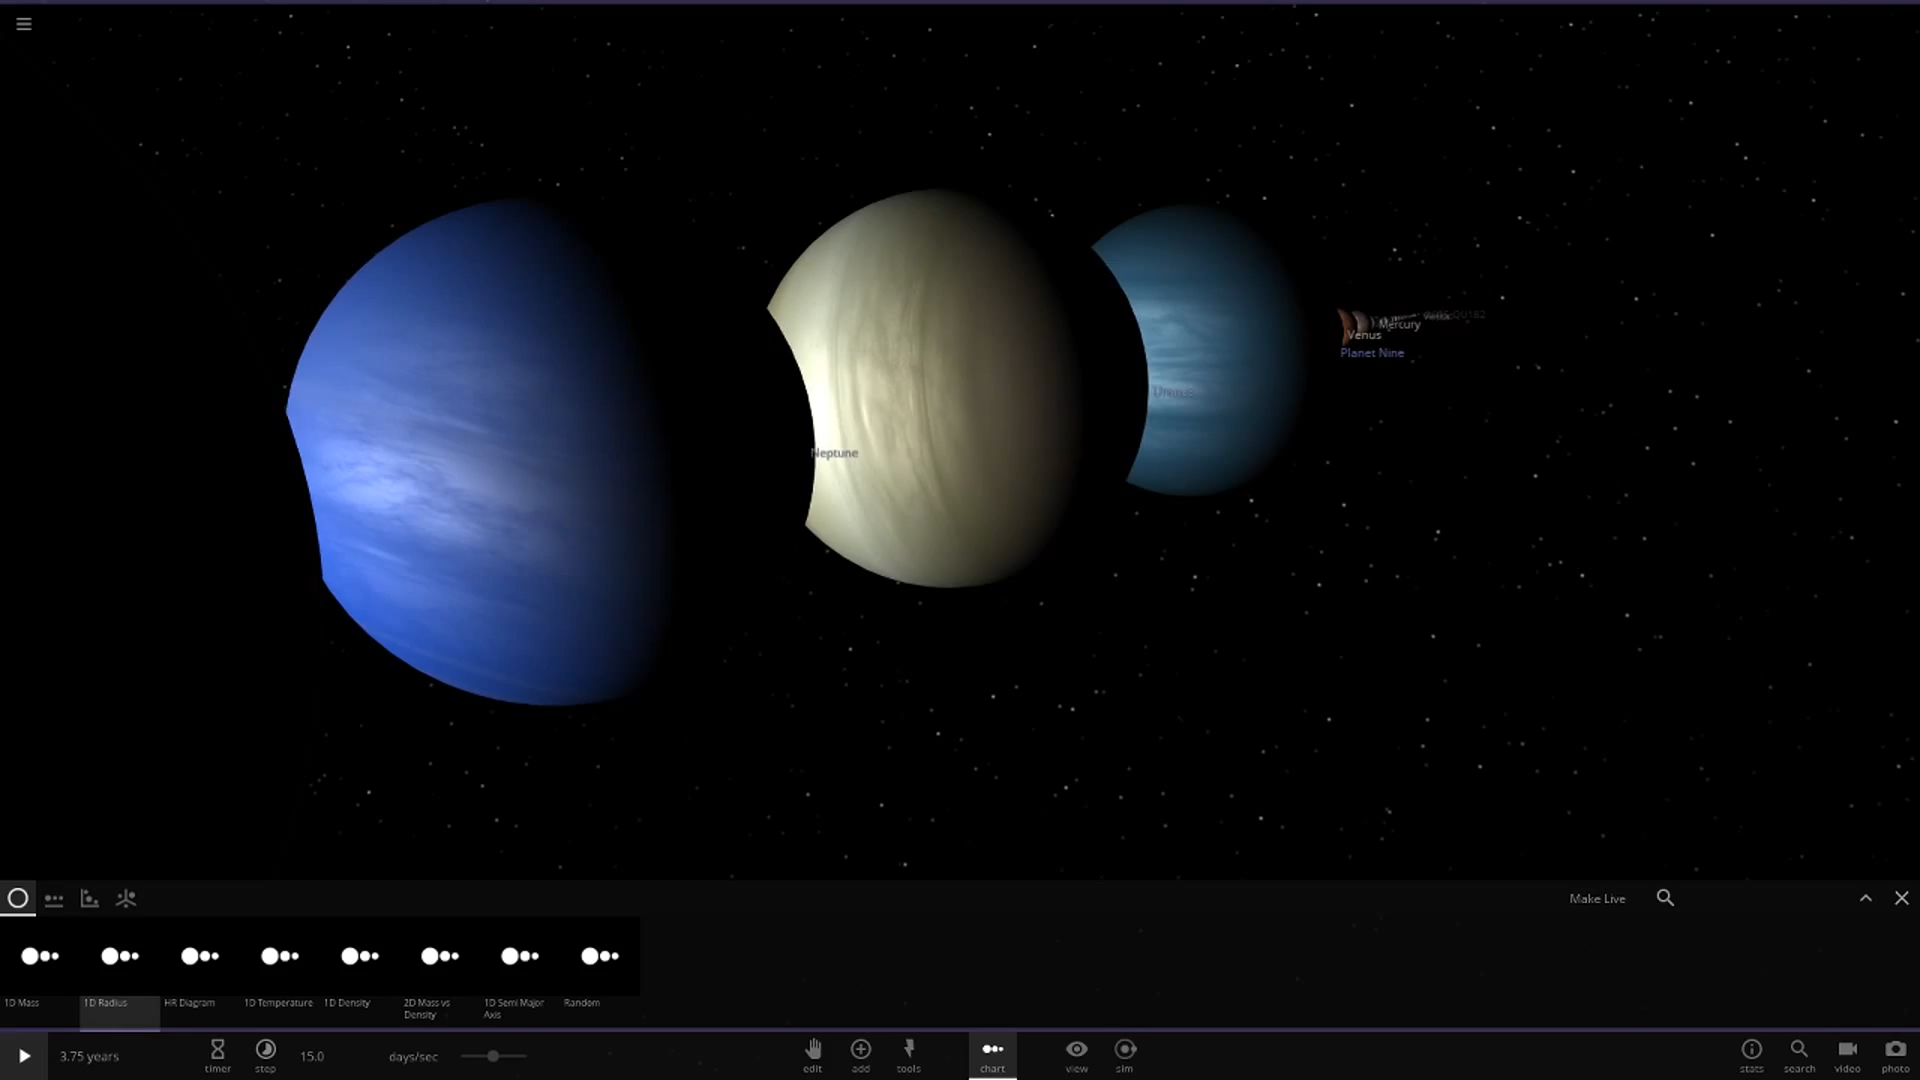 Mercury
Venus
Planet Nine
Uranus
Neptune
Make Live
1D Mass
1D Radius
HR Diagram
1D Temperature
1D Density
2D Mass vs
Density
1D Semi Major
Axis
Random
3.75 years
timer
step
15.0
days/sec
edit
add
tools
chart
view
sim
stats
search
video
photo